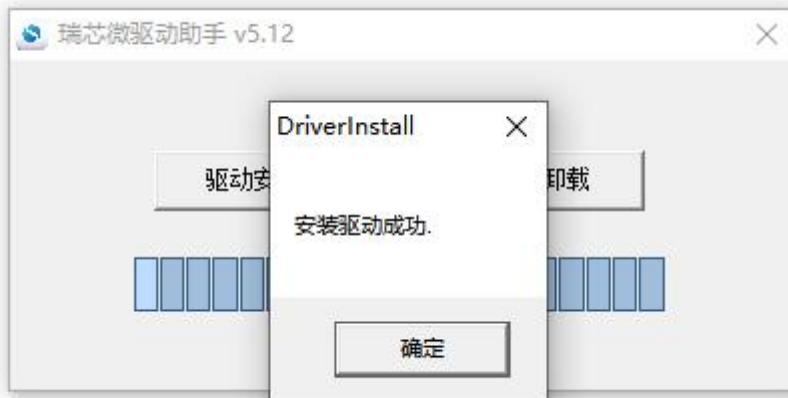 瑞芯微驱动助手 v5.12
DriverInstall
驱动安
卸载
安装驱动成功.
确定